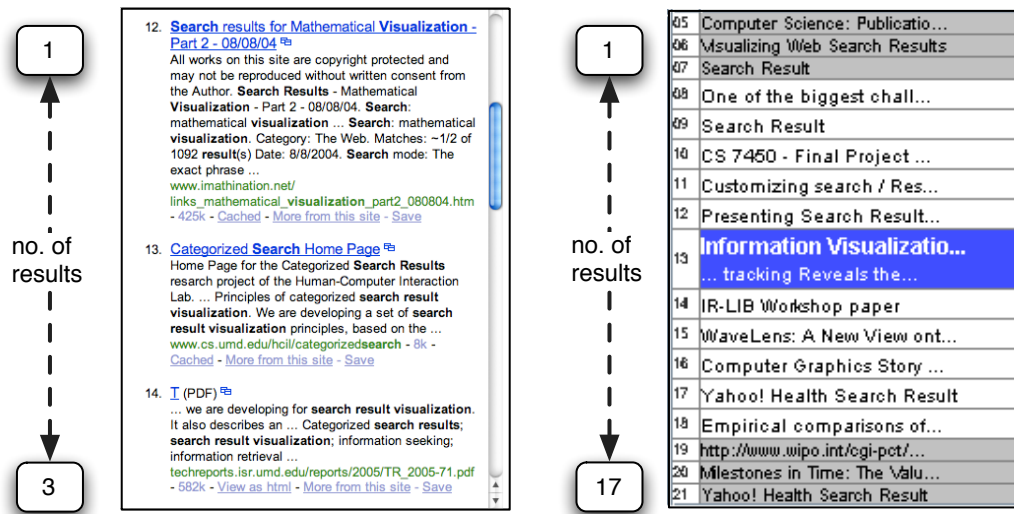 1
no. of
results
3
12. Search results for Mathematical Visualization -
Part 2 - 08/08/04
All works on this site are copyright protected and
may not be reproduced without written consent from
the Author. Search Results - Mathematical
Visualization - Part 2 - 08/08/04. Search:
mathematical visualization ... Search: mathematical
visualization. Category: The Web. Matches: ~1/2 of
1092 result(s) Date: 8/8/2004. Search mode: The
exact phrase ...
www.imathination.net/
links_mathematical_visualization_part2_080804.htm
- 425k - Cached - More from this site - Save
13. Categorized Search Home Page
Home Page for the Categorized Search Results
resarch project of the Human-Computer Interaction
Lab. ... Principles of categorized search result
visualization. We are developing a set of search
result visualization principles, based on the ...
www.cs.umd.edu/hcil/categorizedsearch - 8k -
Cached - More from this site - Save
14. T (PDF)
... we are developing for search result visualization.
It also describes an ... Categorized search results;
search result visualization; information seeking;
information retrieval ...
techreports.isr.umd.edu/reports/2005/TR_2005-71.pdf
- 582k - View as html - More from this site - Save
1
no. of
results
17
05 Computer Science: Publicatio...
06 Visualizing Web Search Results
07 Search Result
08 One of the biggest chall...
09 Search Result
10 CS 7450 - Final Project ...
11 Customizing search / Res...
12 Presenting Search Result...
13 Information Visualizatio...
... tracking Reveals the...
14 IR-LIB Workshop paper
15 WaveLens: A New View ont...
16 Computer Graphics Story ...
17 Yahoo! Health Search Result
18 Empirical comparisons of...
19 http://www.wipo.int/cgi-pct/...
20 Milestones in Time: The Valu...
21 Yahoo! Health Search Result